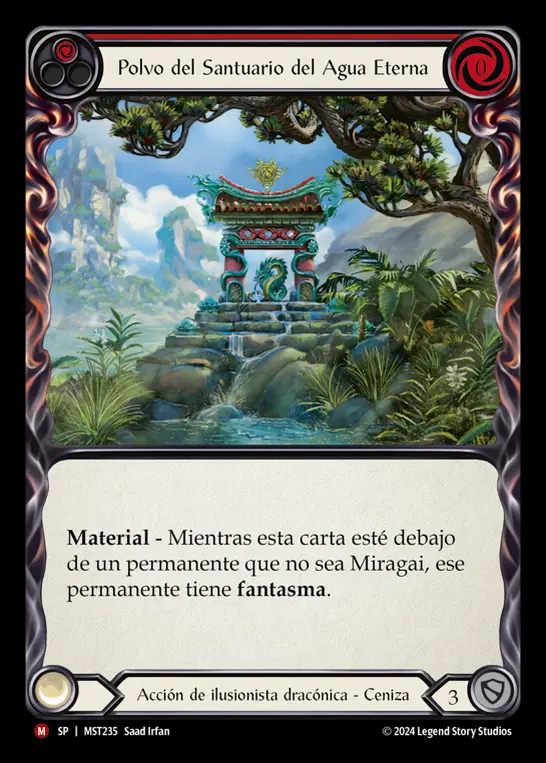 Polvo del Santuario del Agua Eterna
0
Material - Mientras esta carta esté debajo
de un permanente que no sea Miragai, ese
permanente tiene fantasma.
Acción de ilusionista dracónica - Ceniza
3
M SP | MST235 Saad Irfan
© 2024 Legend Story Studios